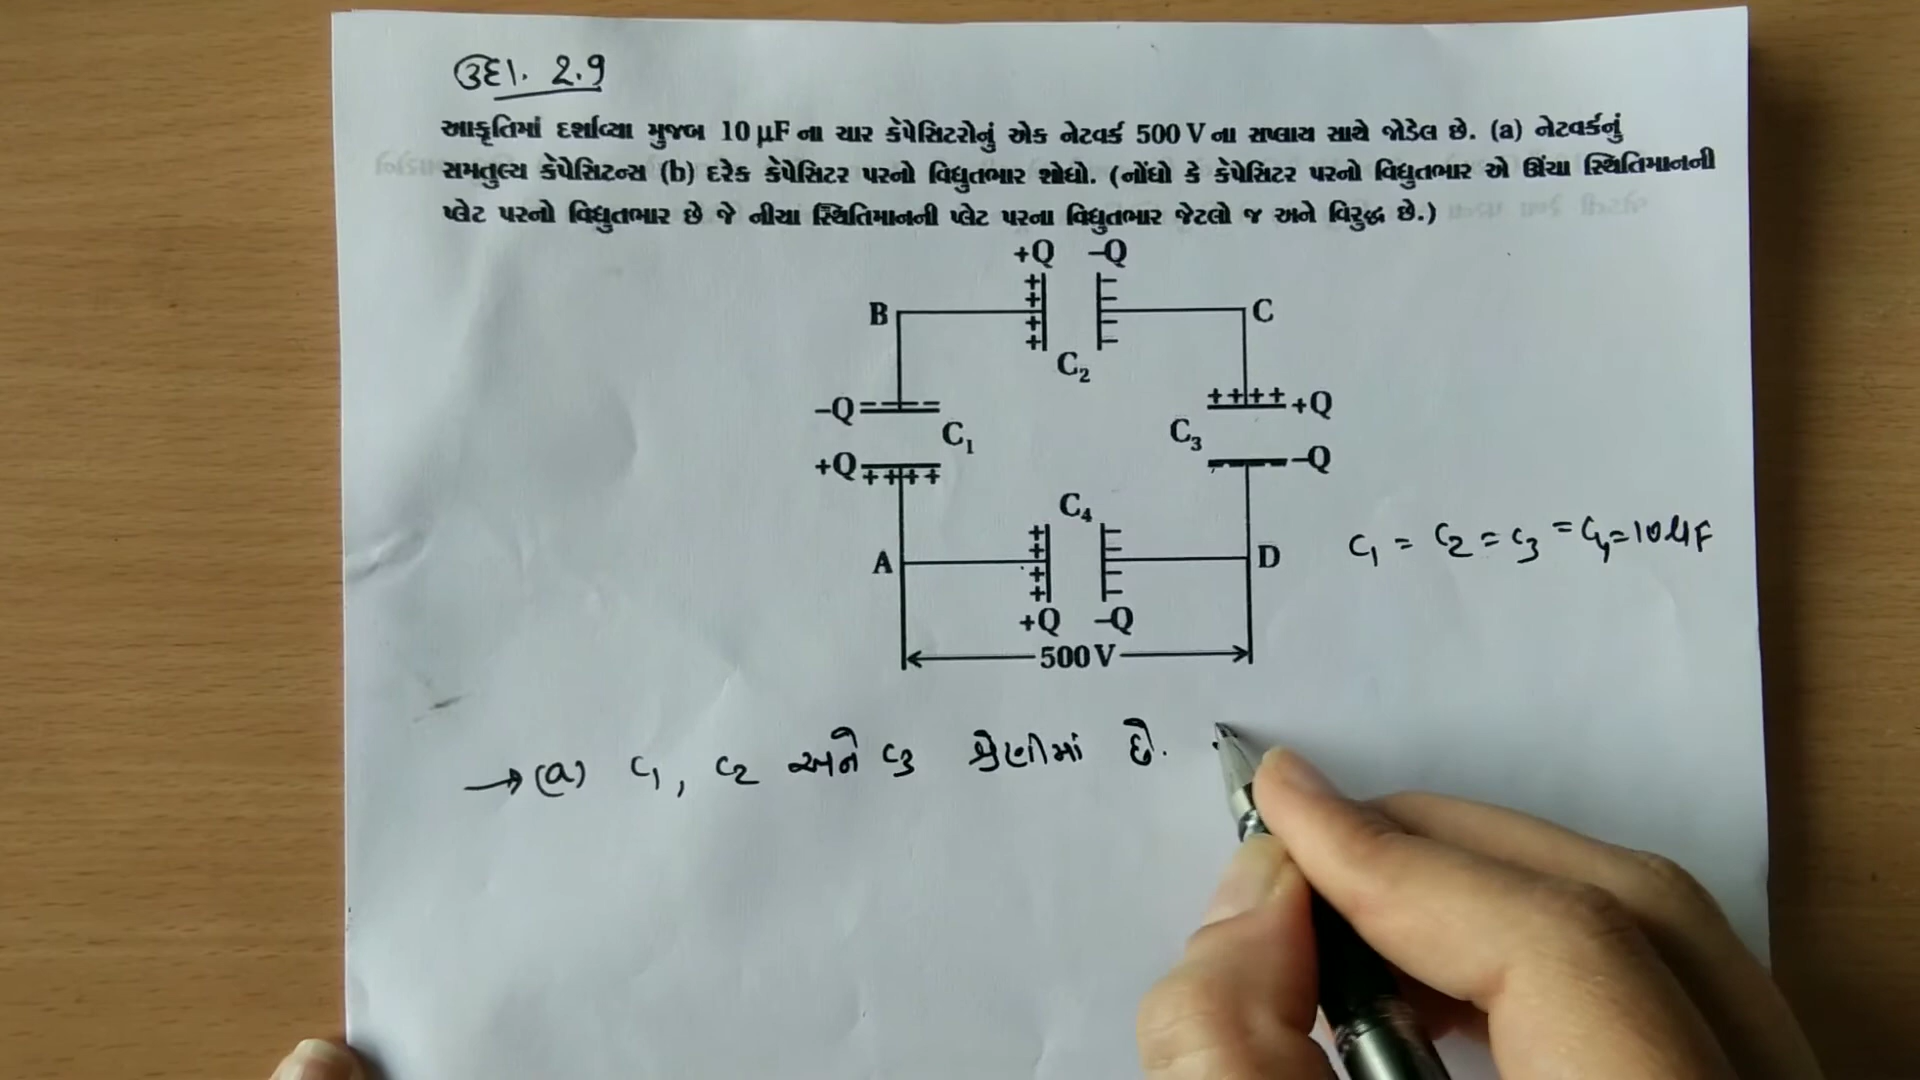 ઉદા. 2.9
આકૃતિમાં દર્શાવ્યા મુજબ 10 μF ના ચાર કૅપેસિટરોનું એક નેટવર્ક 500 V ના સપ્લાય સાથે જોડેલ છે. (a) નેટવર્કનું
સમતુલ્ય કૅપેસિટન્સ (b) દરેક કૅપેસિટર પરનો વિદ્યુતભાર શોધો. (નોંધો કે કૅપેસિટર પરનો વિદ્યુતભાર એ ઊંચા સ્થિતિમાનની
પ્લેટ પરનો વિદ્યુતભાર છે જે નીચા સ્થિતિમાનની પ્લેટ પરના વિદ્યુતભાર જેટલો જ અને વિરુદ્ધ છે.)
+Q –Q
B C
C₂
–Q +Q
C₁ C₃
+Q –Q
C₄
A D
C₁ = C₂ = C₃ = C₄ = 10 μF
+Q –Q
500 V
→ (a) C₁, C₂ અને C₃ શ્રેણીમાં છે.